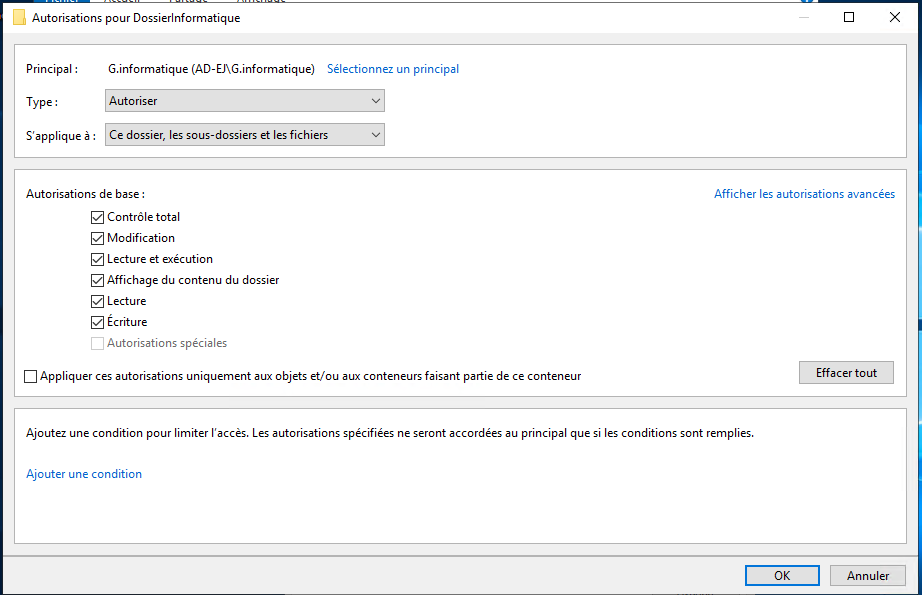 Autorisations pour DossierInformatique
Principal : G.informatique (AD-EJ\G.informatique) Sélectionnez un principal
Type : Autoriser
S'applique à : Ce dossier, les sous-dossiers et les fichiers
Autorisations de base : Afficher les autorisations avancées
Contrôle total
Modification
Lecture et exécution
Affichage du contenu du dossier
Lecture
Écriture
Autorisations spéciales
Appliquer ces autorisations uniquement aux objets et/ou aux conteneurs faisant partie de ce conteneur Effacer tout
Ajoutez une condition pour limiter l'accès. Les autorisations spécifiées ne seront accordées au principal que si les conditions sont remplies.
Ajouter une condition
OK Annuler